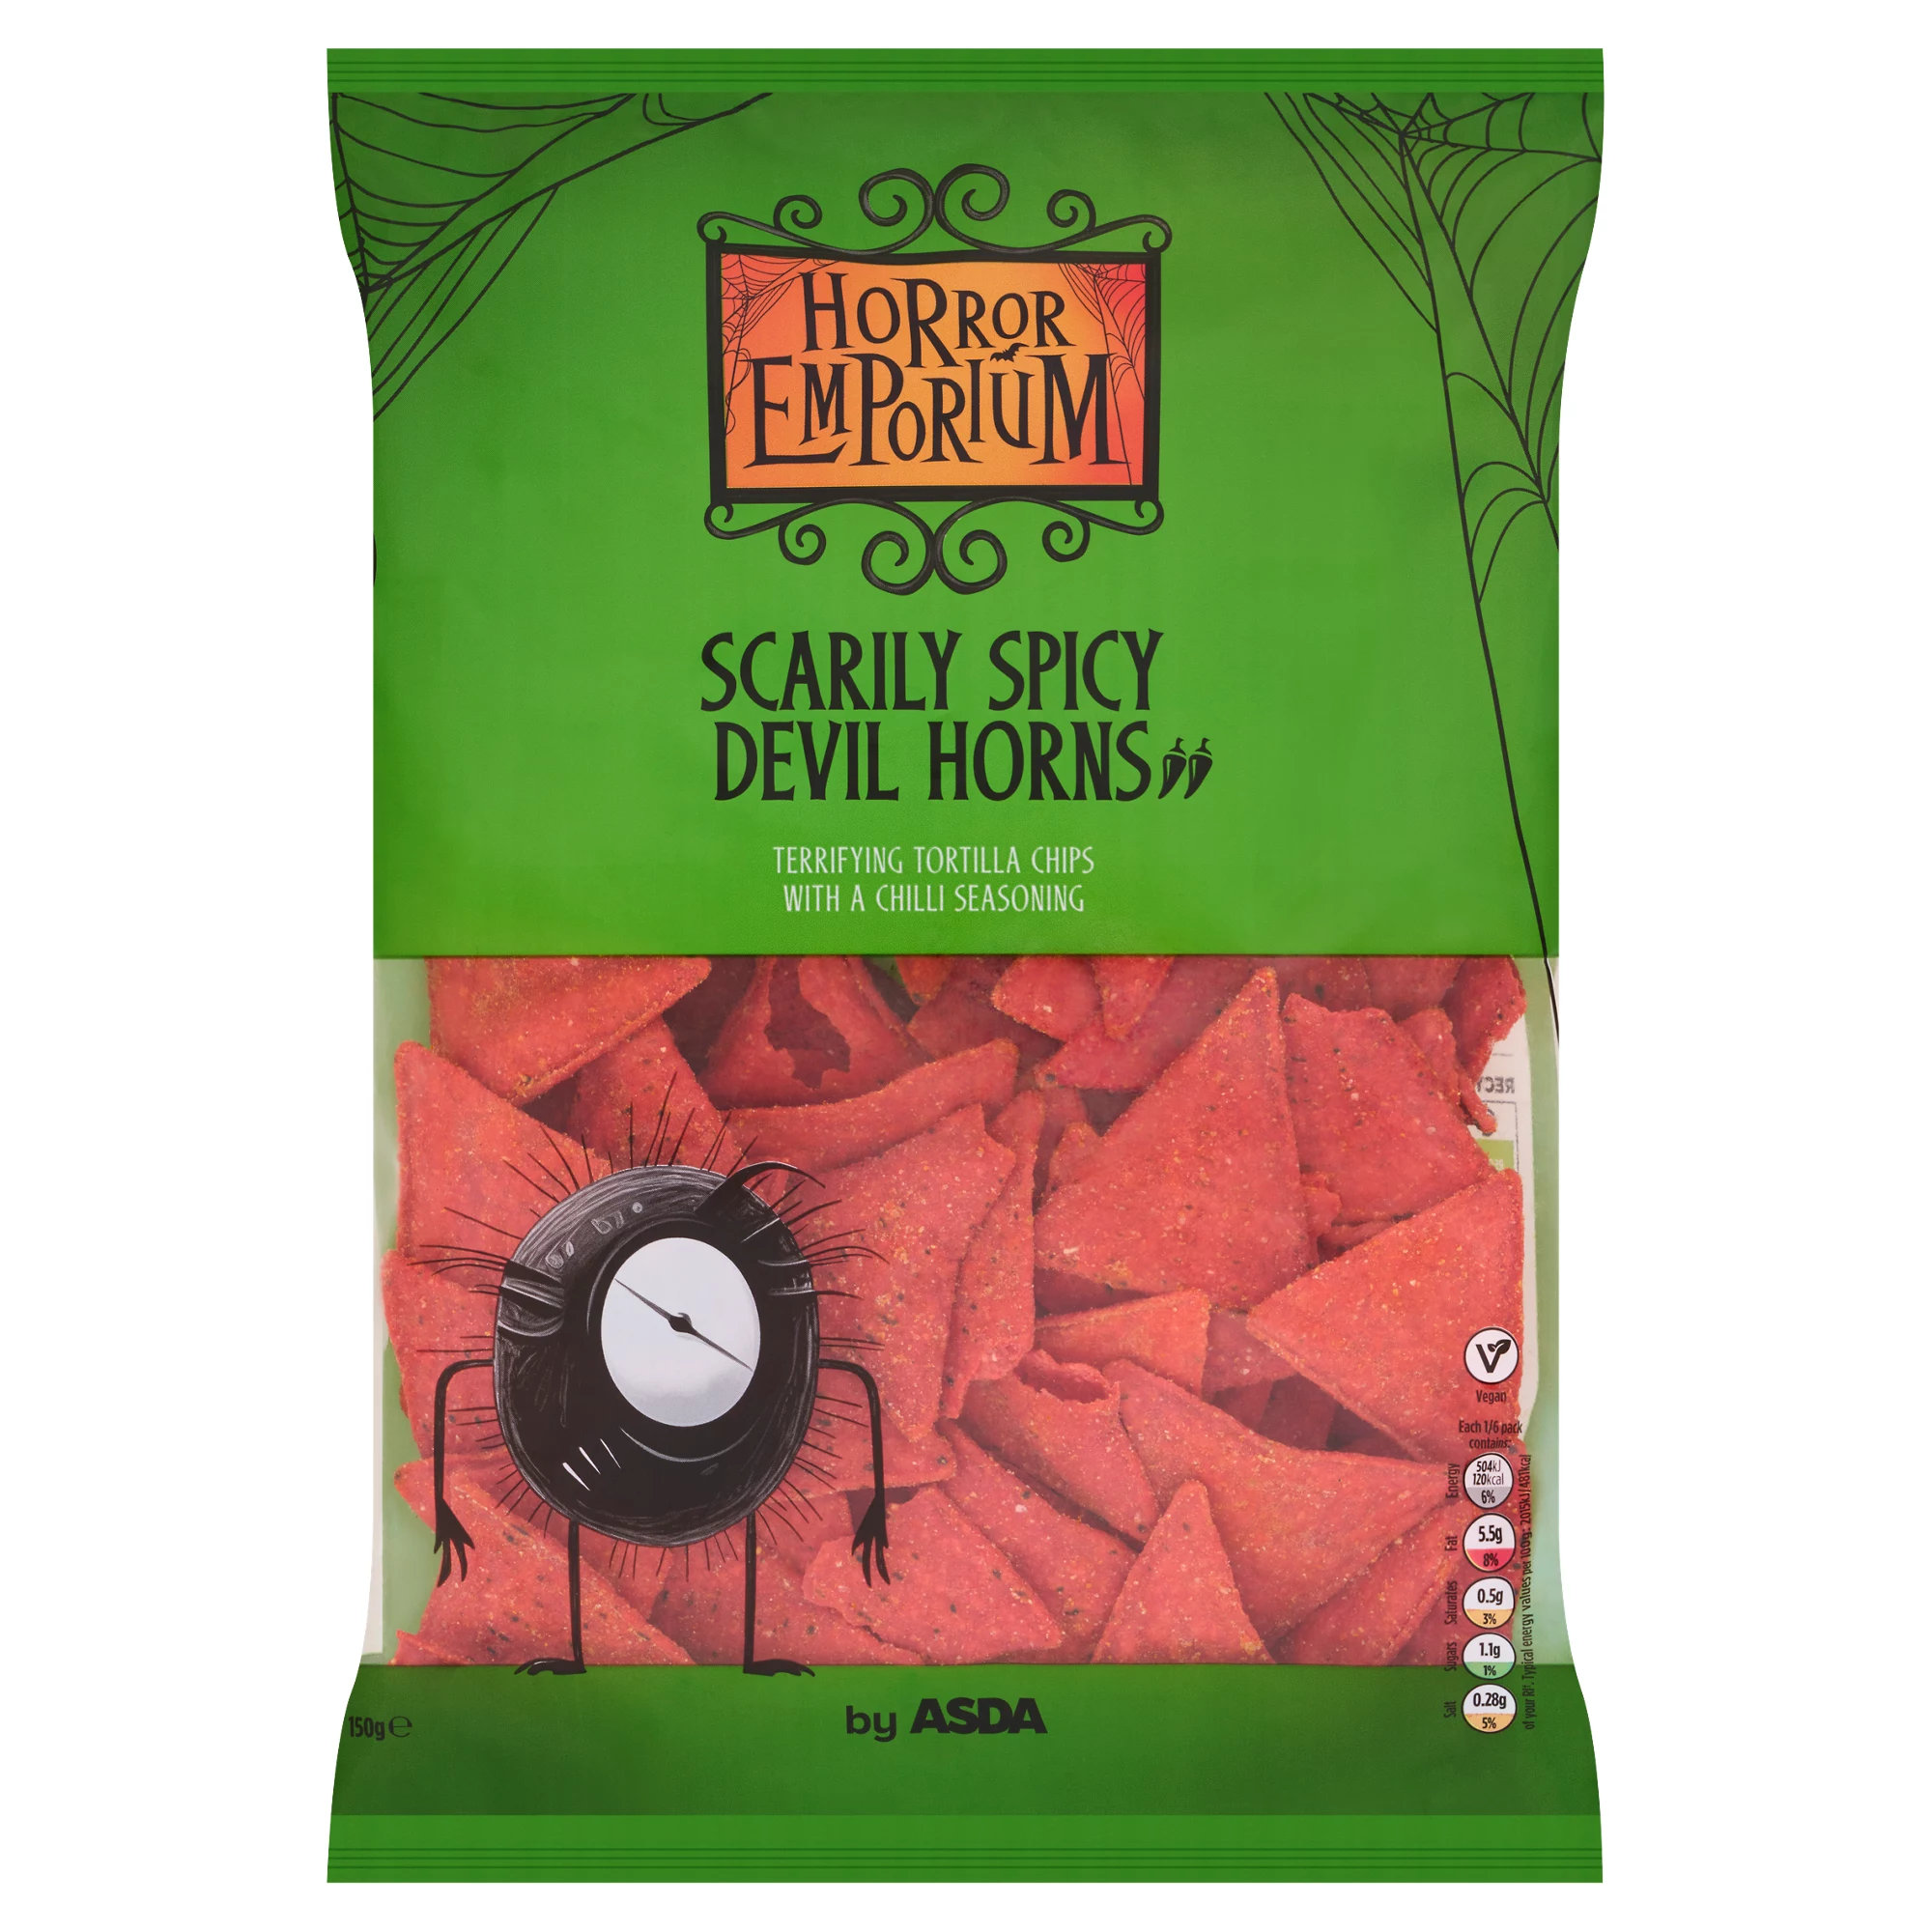 HORROR
EMPORIUM
SCARILY SPICY
DEVIL HORNS
TERRIFYING TORTILLA CHIPS
WITH A CHILLI SEASONING
RECY
V
Vegan
Each 1/6 pack
contains:
Energy
504kJ
120kcal
6%
Fat
5.5g
8%
Saturates
0.5g
3%
Sugars
1.1g
1%
Salt
0.28g
5%
of your RI*. Typical energy values per 100g: 2015kJ/481kcal
150g℮
by ASDA